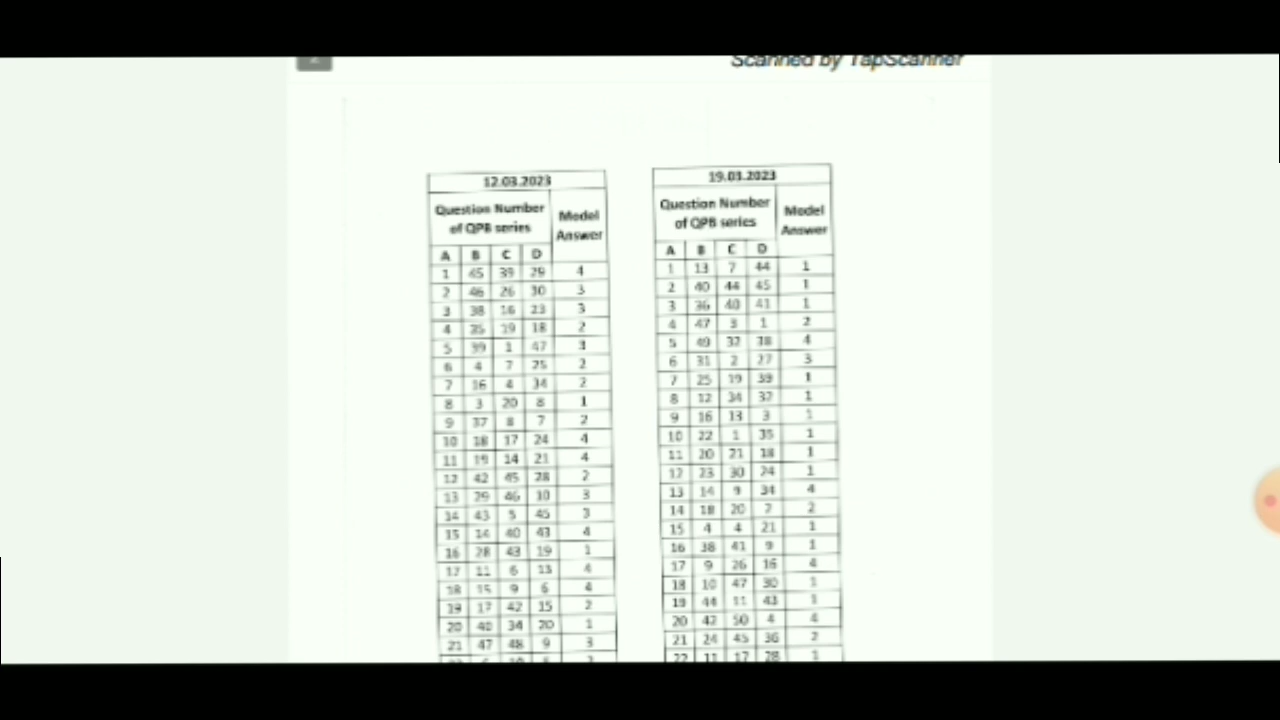 Scanned by TapScanner
12.03.2023
Question Number of QPB series
Model Answer
A B C D
1 45 39 29 4
2 46 26 30 3
3 38 16 23 3
4 35 19 18 2
5 39 1 47 3
6 4 7 25 2
7 16 4 34 2
8 3 20 8 1
9 37 8 7 2
10 18 17 24 4
11 19 14 21 4
12 42 45 28 2
13 29 46 10 3
14 43 5 45 3
15 14 40 43 4
16 28 43 19 1
17 11 6 13 4
18 15 9 6 4
19 17 42 15 2
20 40 34 20 1
21 47 48 9 3
19.03.2023
Question Number of QPB series
Model Answer
A B C D
1 13 7 44 1
2 40 44 45 1
3 36 40 41 1
4 47 3 1 2
5 49 32 38 4
6 31 2 27 3
7 25 19 39 1
8 12 34 32 1
9 16 13 3 1
10 22 1 35 1
11 20 21 18 1
12 23 30 24 1
13 14 9 34 4
14 18 20 2 2
15 4 4 21 1
16 38 41 9 1
17 9 26 16 4
18 10 47 30 1
19 44 11 43 1
20 42 50 4 4
21 24 45 36 2
22 11 17 28 1